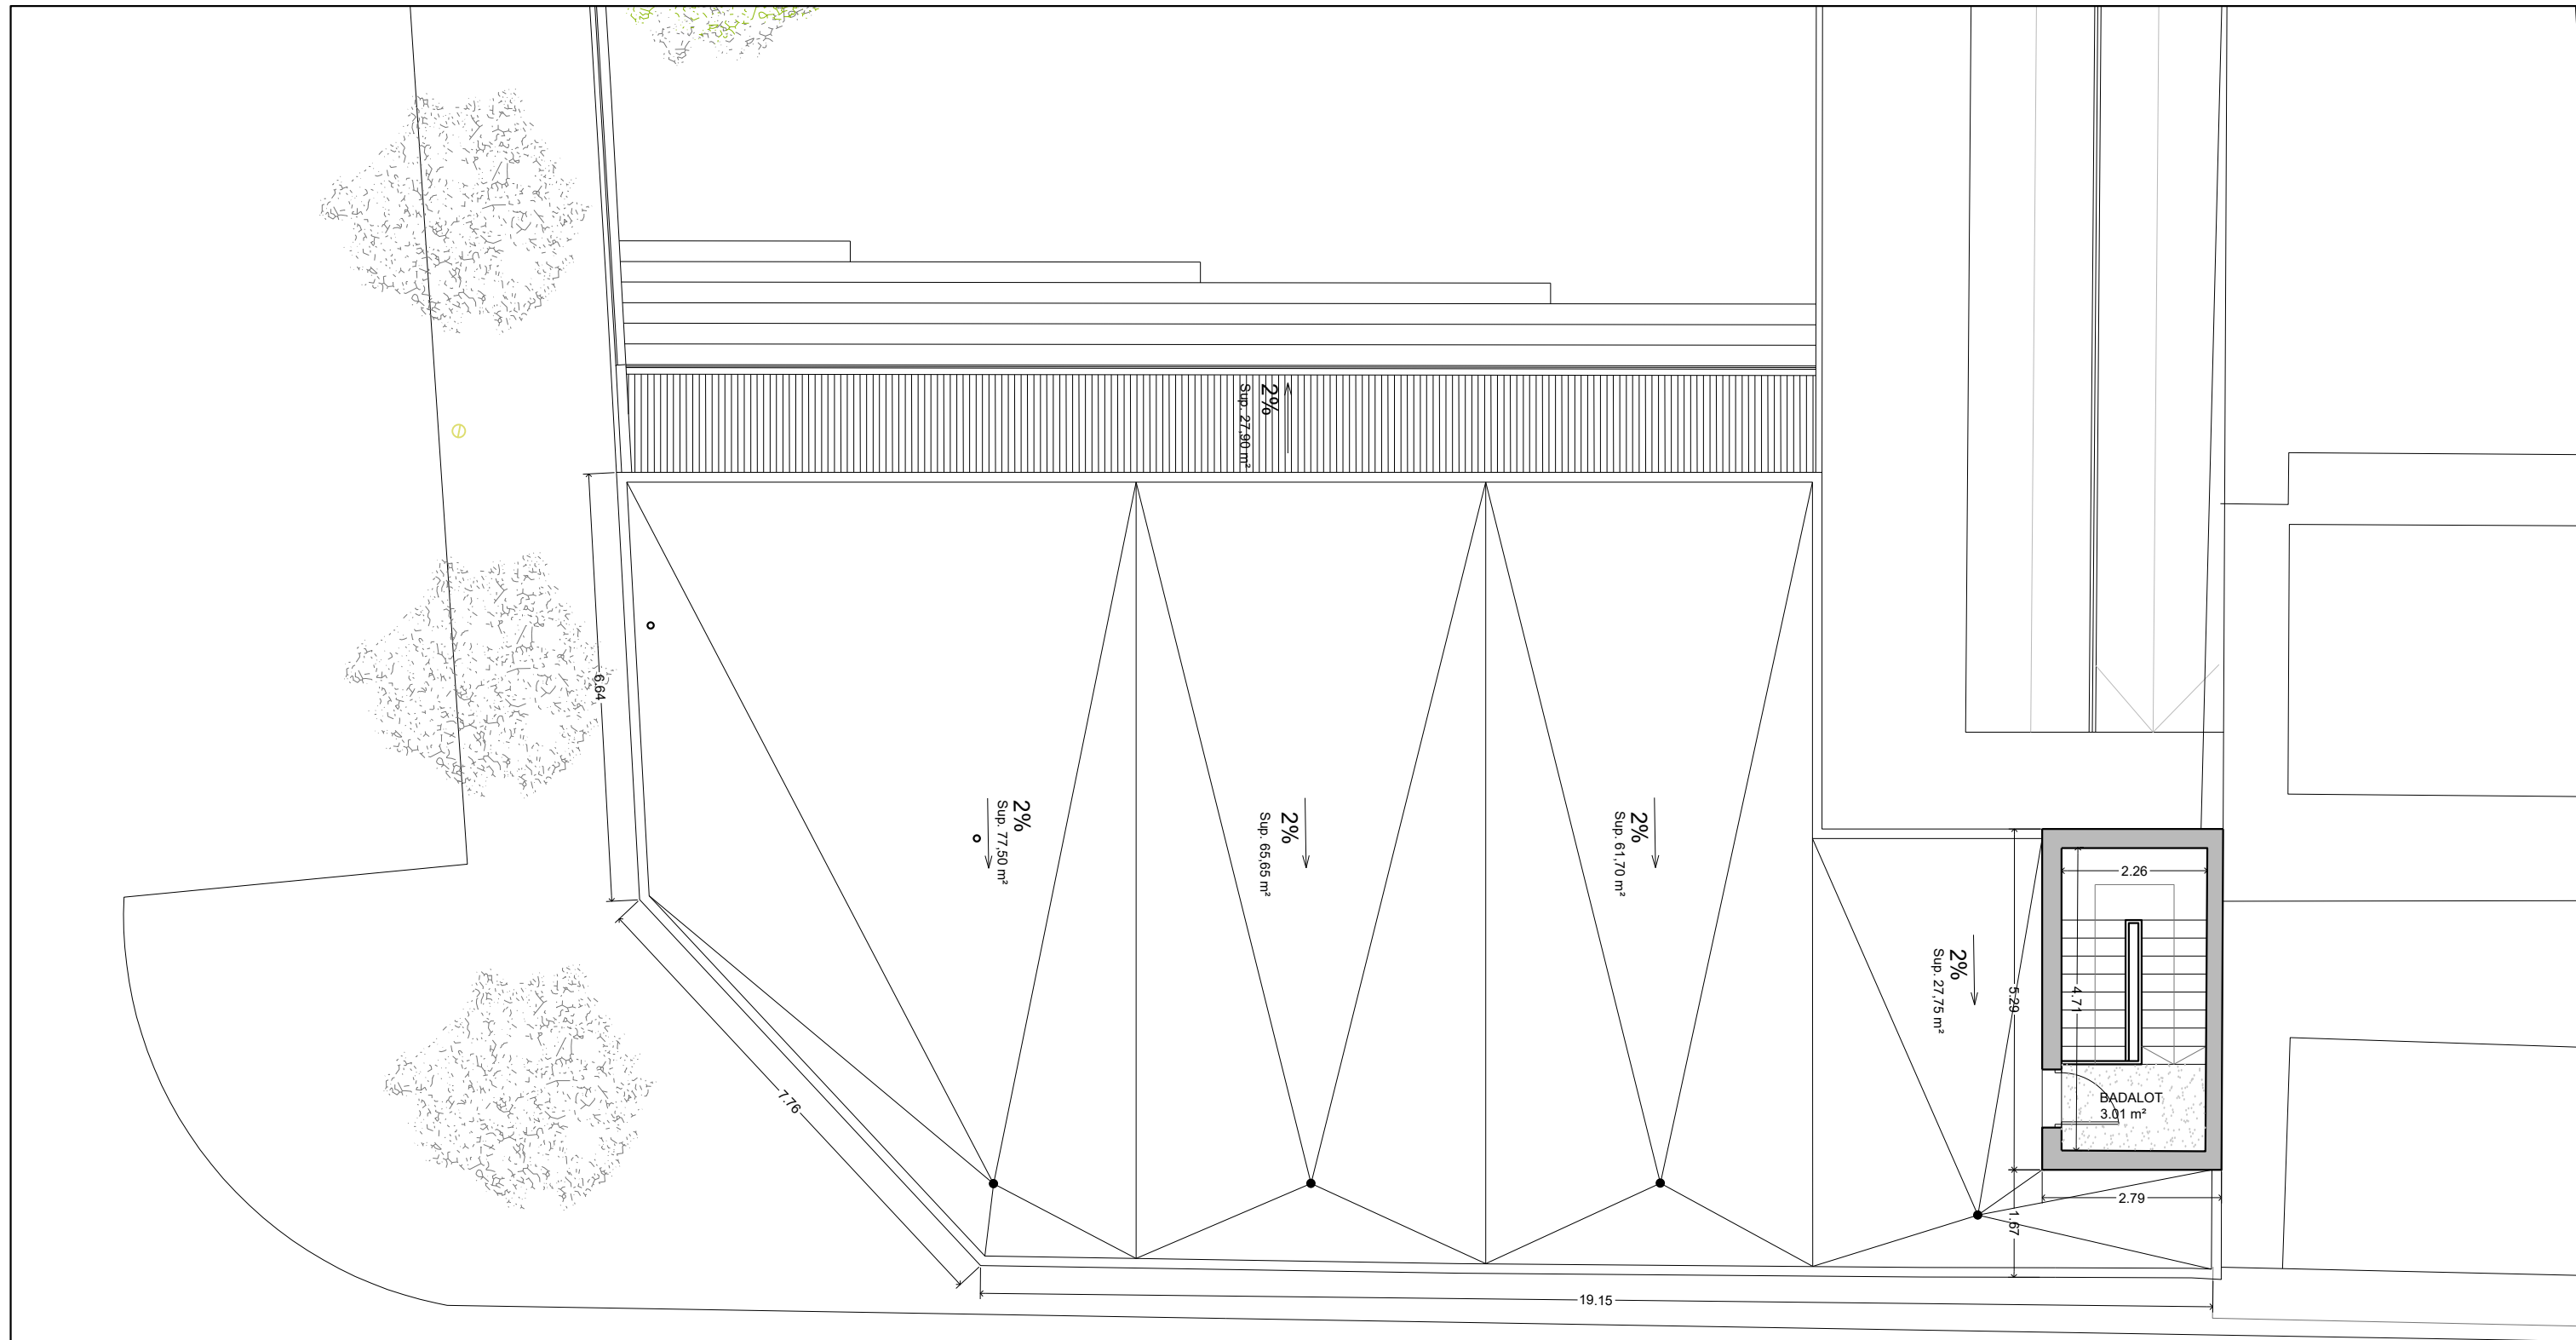 2%
Sup. 27,90 m²
6.64
2%
Sup. 77,50 m²
2%
Sup. 65,65 m²
2%
Sup. 61,70 m²
2%
Sup. 27,75 m²
2.26
5.29
4.71
BADALOT
3.01 m²
7.76
2.79
1.67
19.15